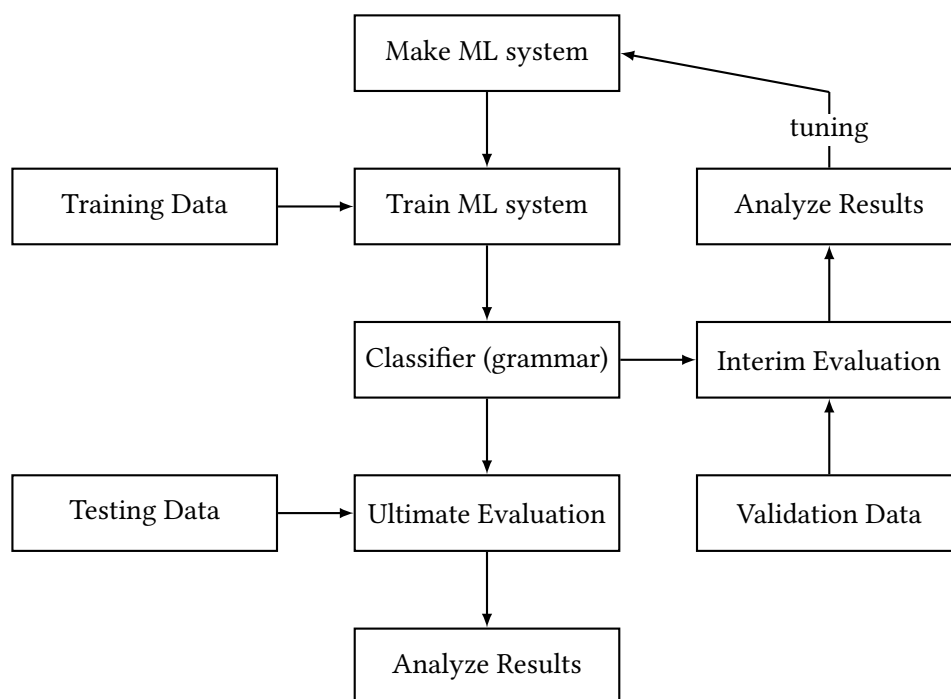 Make ML system
tuning
Training Data
Train ML system
Analyze Results
Classifier (grammar)
Interim Evaluation
Testing Data
Ultimate Evaluation
Validation Data
Analyze Results